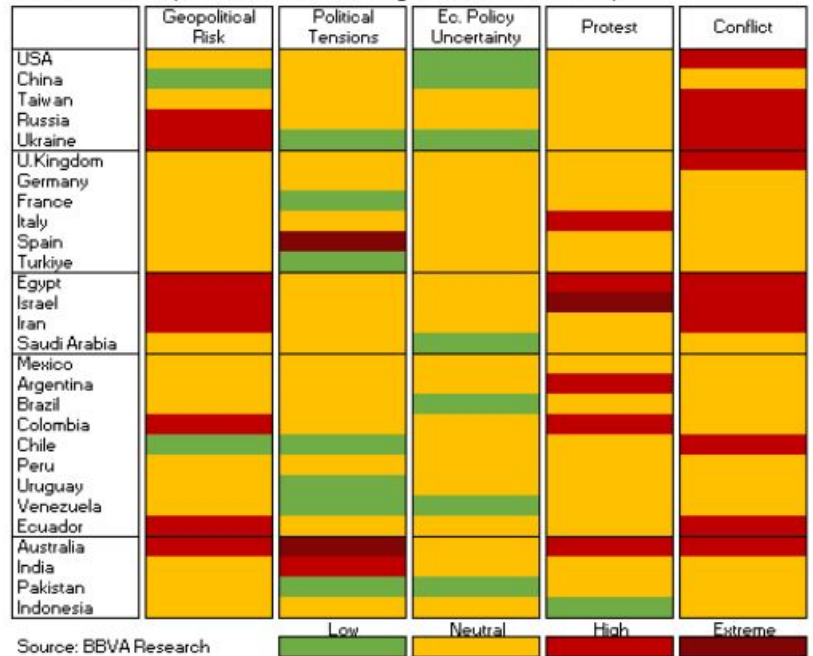 Geopolitical Risk
Political Tensions
Ec. Policy Uncertainty
Protest
Conflict
USA
China
Taiwan
Russia
Ukraine
U.Kingdom
Germany
France
Italy
Spain
Turkiye
Egypt
Israel
Iran
Saudi Arabia
Mexico
Argentina
Brazil
Colombia
Chile
Peru
Uruguay
Venezuela
Ecuador
Australia
India
Pakistan
Indonesia
Low
Neutral
High
Extreme
Source: BBVA Research